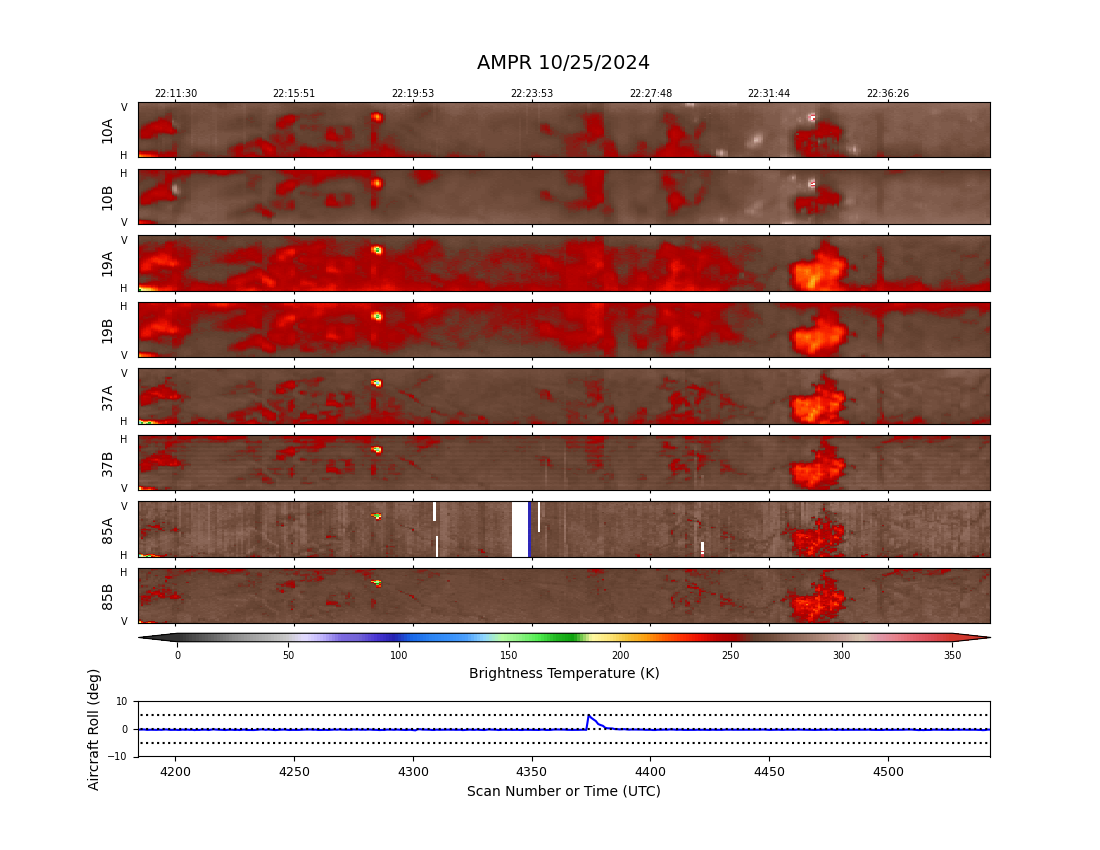 AMPR 10/25/2024
22:11:30 22:15:51 22:19:53 22:23:53 22:27:48 22:31:44 22:36:26
V
10A
H
H
10B
V
V
19A
H
H
19B
V
V
37A
H
H
37B
V
V
85A
H
H
85B
V
0 50 100 150 200 250 300 350
Brightness Temperature (K)
Aircraft Roll (deg)
10
0
−10
4200 4250 4300 4350 4400 4450 4500
Scan Number or Time (UTC)